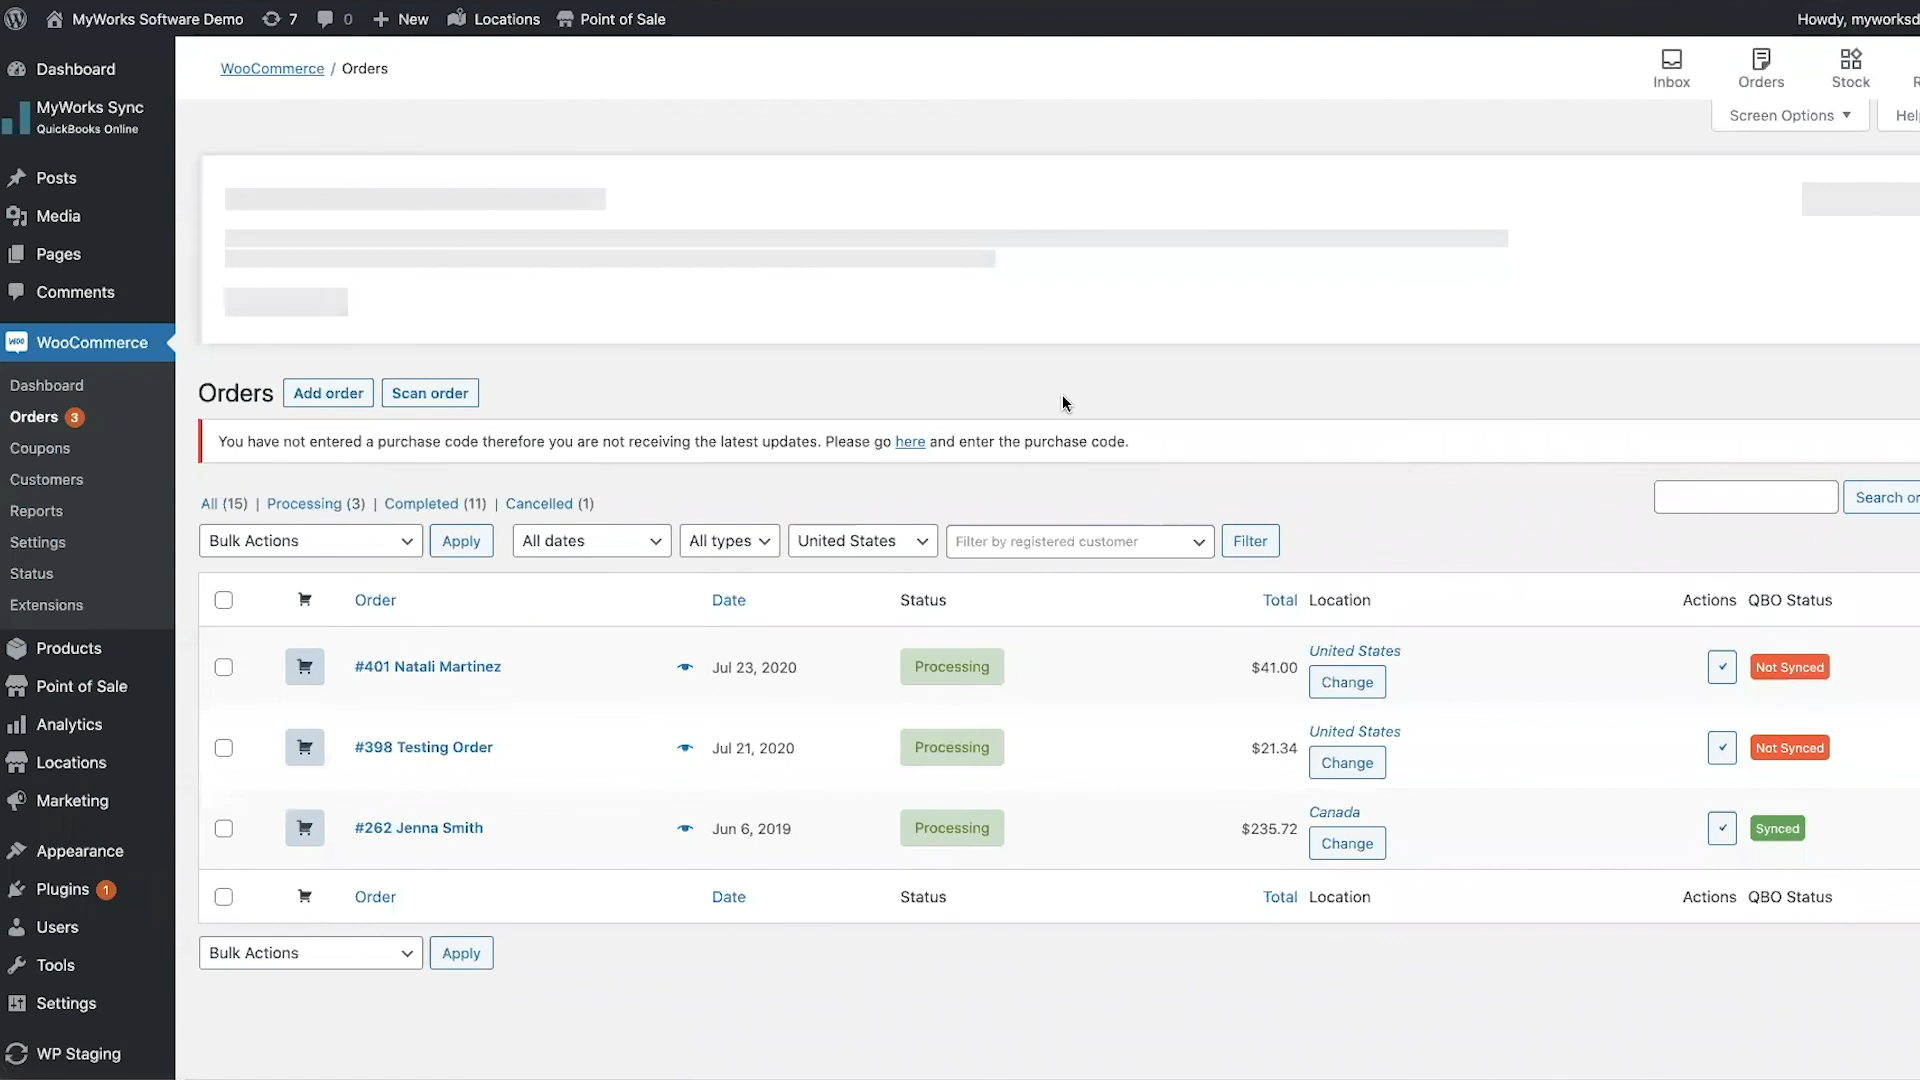 MyWorks Software Demo 7 0 New Locations Point of Sale Howdy, myworksd
Dashboard
MyWorks Sync
QuickBooks Online
Posts
Media
Pages
Comments
WooCommerce
Dashboard
Orders 3
Coupons
Customers
Reports
Settings
Status
Extensions
Products
Point of Sale
Analytics
Locations
Marketing
Appearance
Plugins 1
Users
Tools
Settings
WP Staging
WooCommerce / Orders
Inbox Orders Stock R
Screen Options ▼ Help
Orders Add order Scan order
You have not entered a purchase code therefore you are not receiving the latest updates. Please go here and enter the purchase code.
All (15) | Processing (3) | Completed (11) | Cancelled (1)
Search or
Bulk Actions Apply All dates All types United States Filter by registered customer Filter
Order Date Status Total Location Actions QBO Status
#401 Natali Martinez Jul 23, 2020 Processing $41.00 United States Change Not Synced
#398 Testing Order Jul 21, 2020 Processing $21.34 United States Change Not Synced
#262 Jenna Smith Jun 6, 2019 Processing $235.72 Canada Change Synced
Order Date Status Total Location Actions QBO Status
Bulk Actions Apply